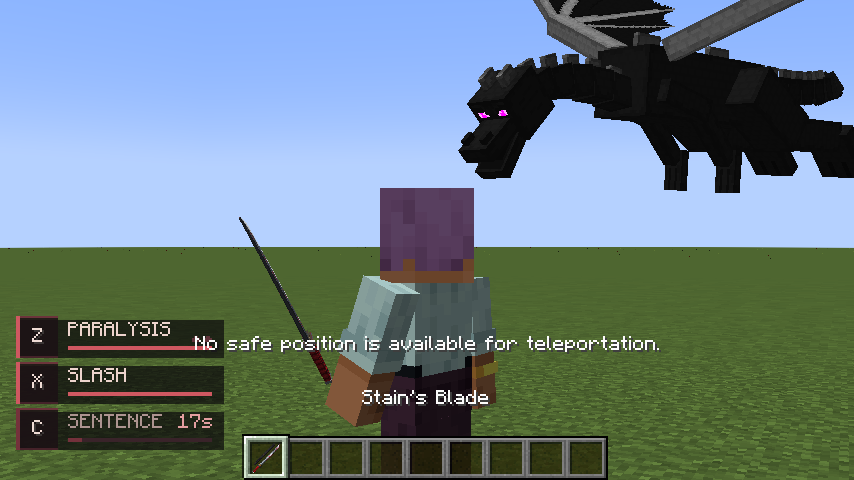 Z PARALYSIS
No safe position is available for teleportation.
X SLASH
Stain's Blade
C SENTENCE 17s